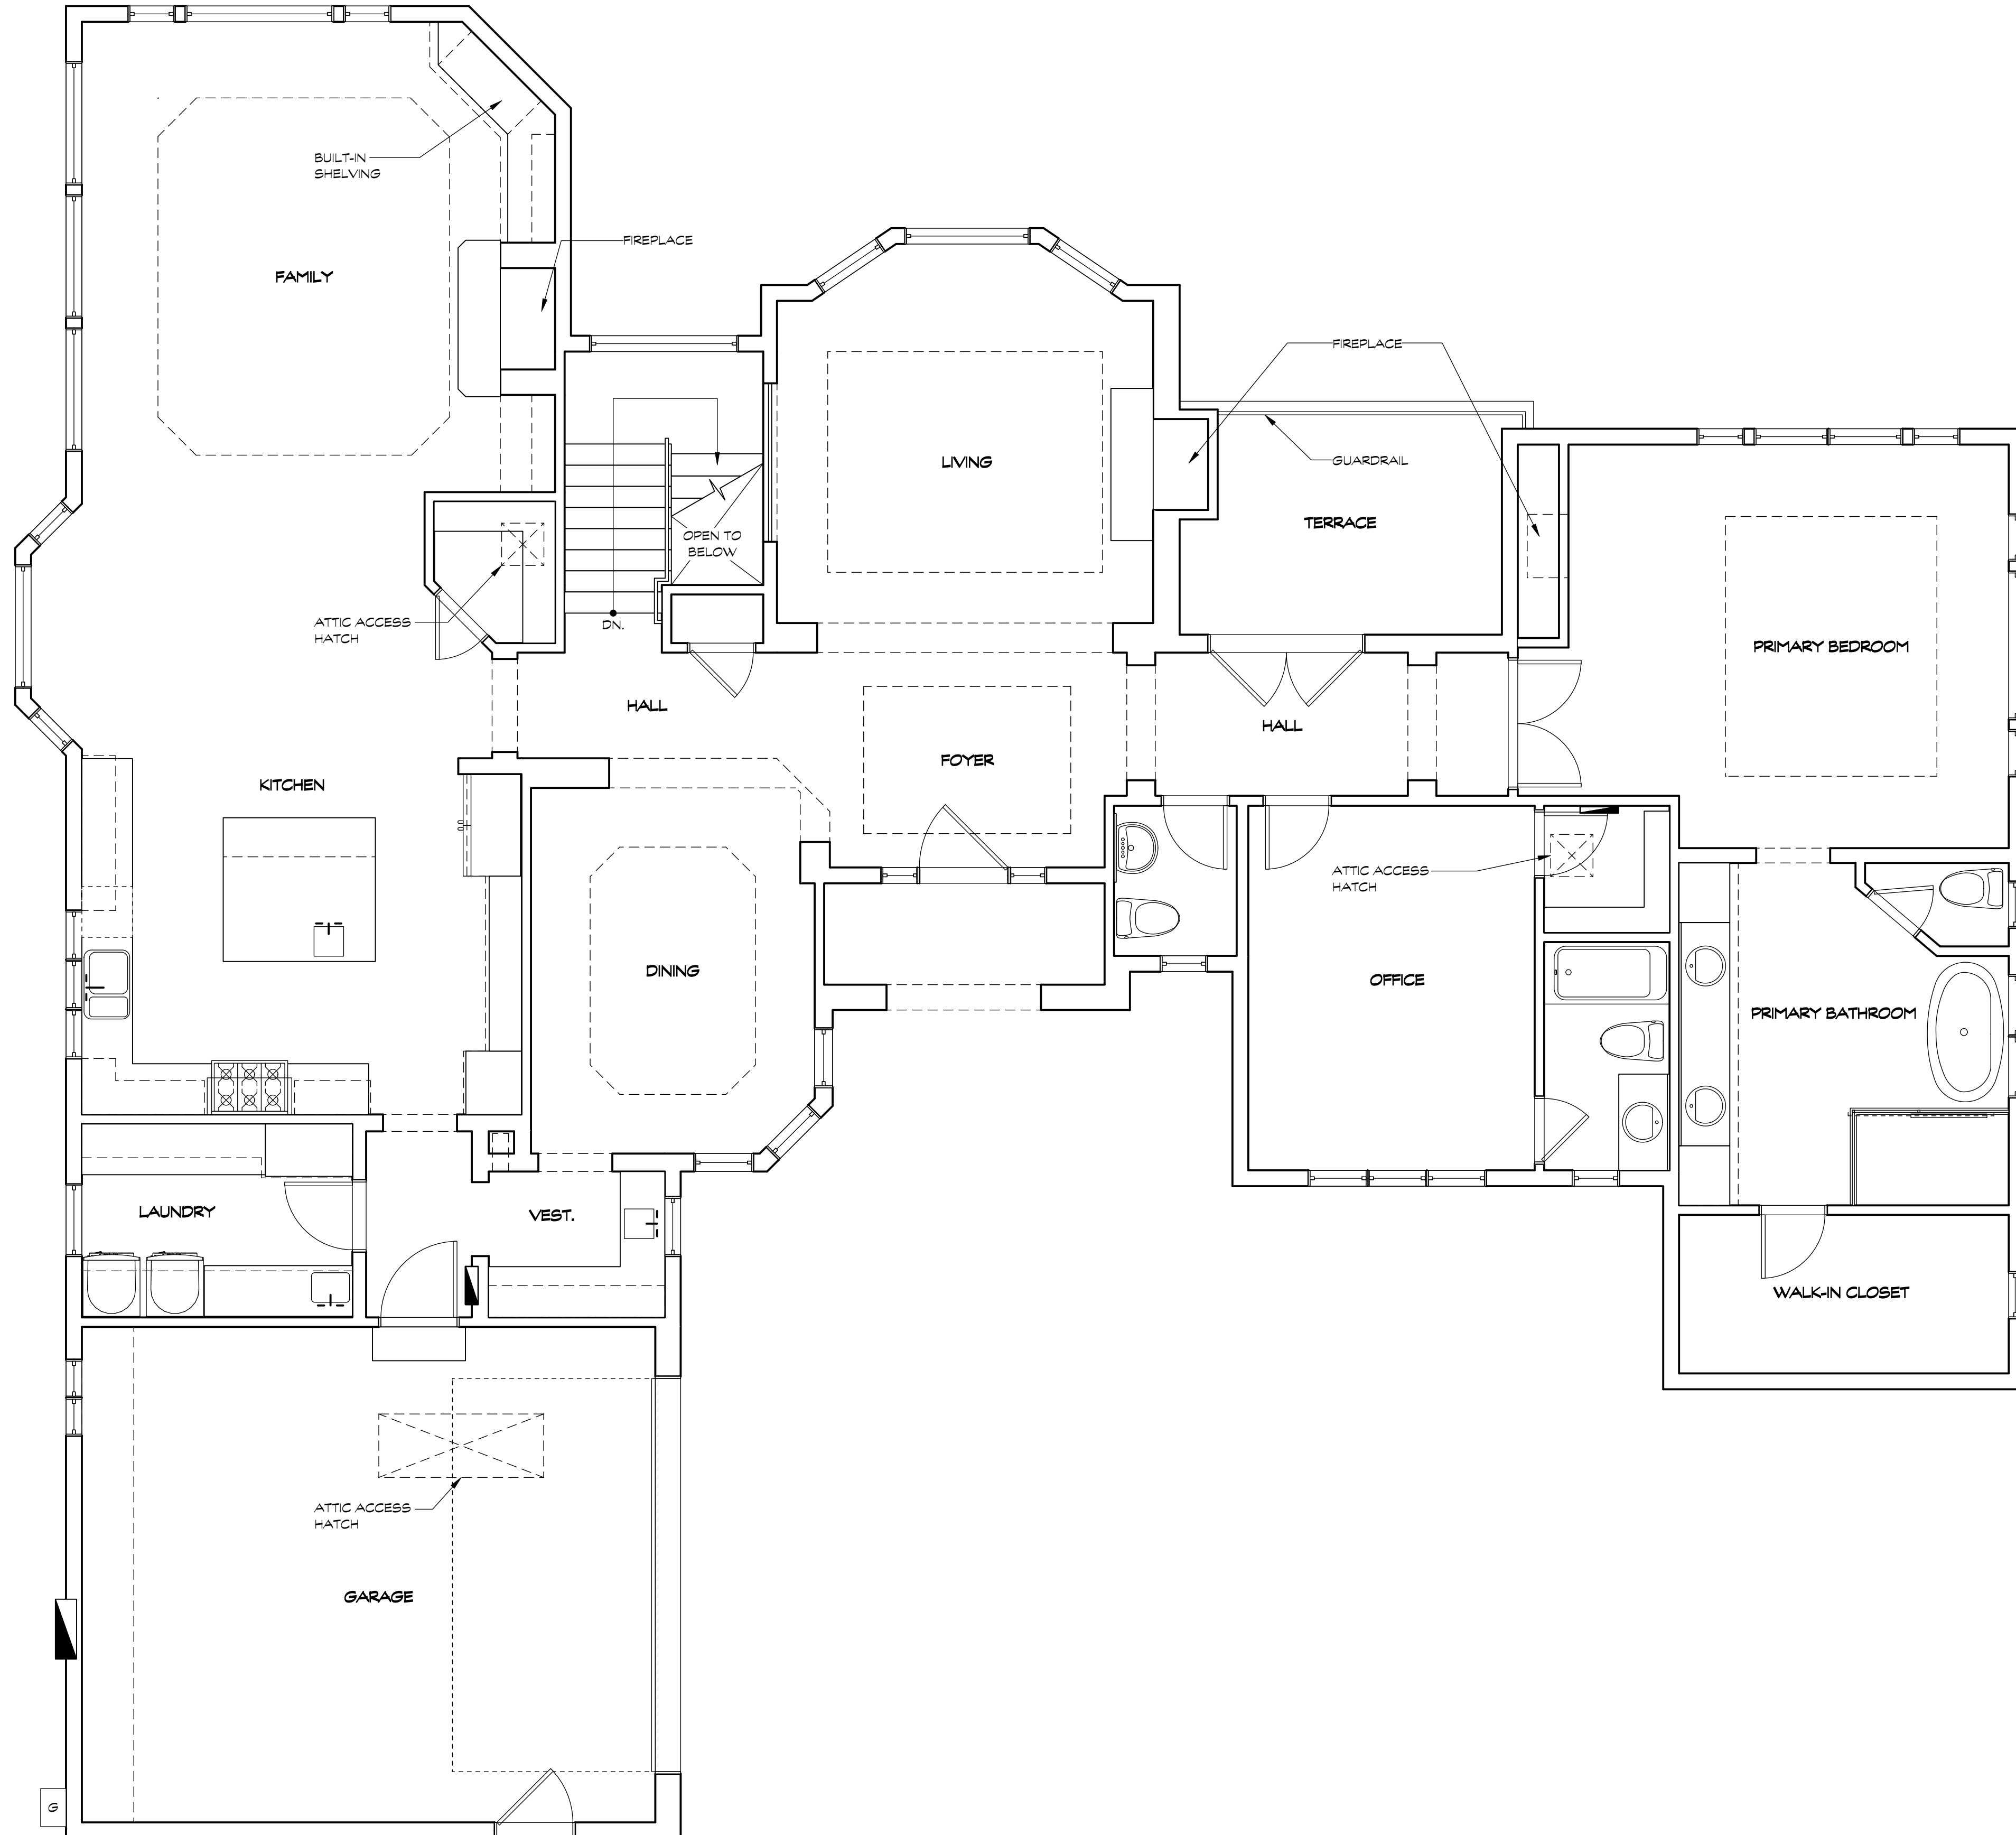 BUILT-IN
SHELVING
FIREPLACE
FAMILY
FIREPLACE
LIVING
GUARDRAIL
TERRACE
OPEN TO
BELOW
ATTIC ACCESS
HATCH
DN.
PRIMARY BEDROOM
HALL
HALL
FOYER
KITCHEN
ATTIC ACCESS
HATCH
DINING
OFFICE
PRIMARY BATHROOM
LAUNDRY
VEST.
WALK-IN CLOSET
ATTIC ACCESS
HATCH
GARAGE
G